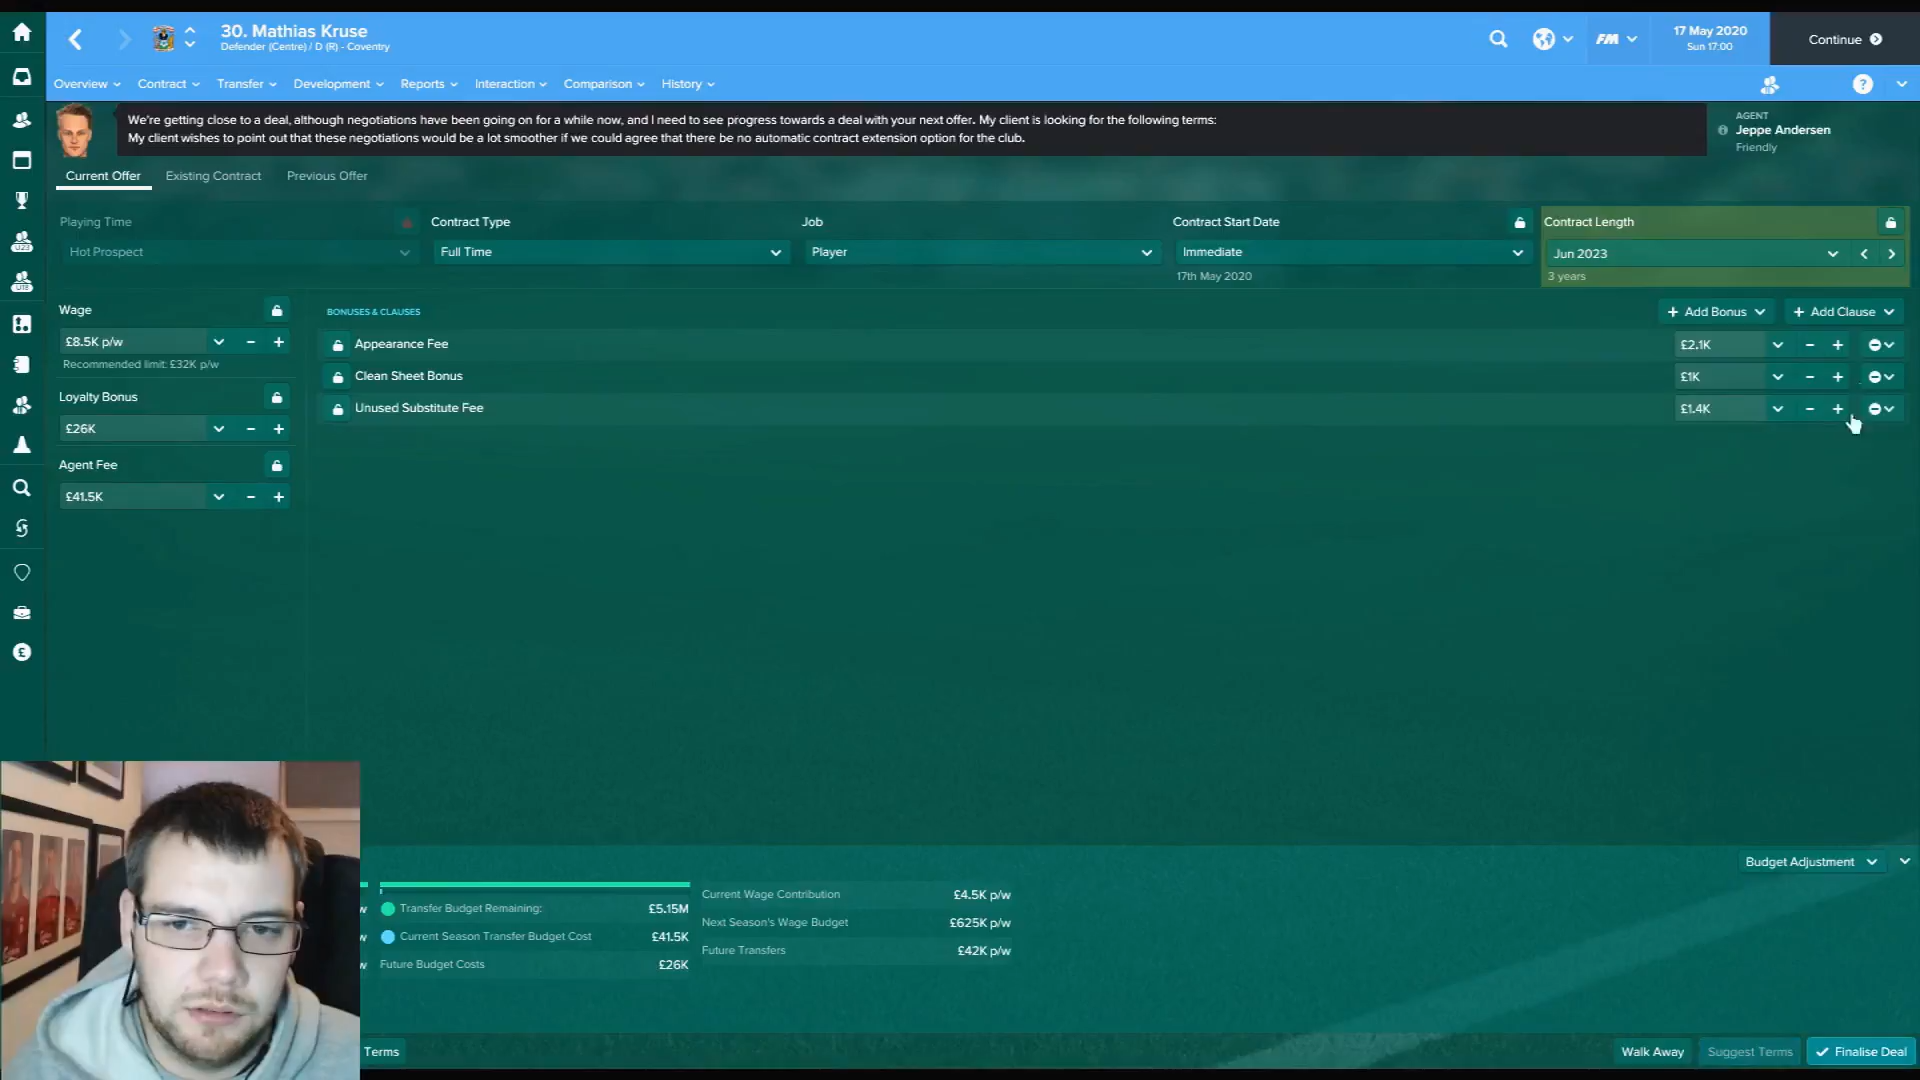 30. Mathias Kruse
Defender (Centre) / D (R) - Coventry
FM
17 May 2020
Sun 17:00
Continue
Overview
Contract
Transfer
Development
Reports
Interaction
Comparison
History
?
We're getting close to a deal, although negotiations have been going on for a while now, and I need to see progress towards a deal with your next offer. My client is looking for the following terms:
My client wishes to point out that these negotiations would be a lot smoother if we could agree that there be no automatic contract extension option for the club.
AGENT
Jeppe Andersen
Friendly
Current Offer
Existing Contract
Previous Offer
Playing Time
Hot Prospect
Contract Type
Full Time
Job
Player
Contract Start Date
Immediate
17th May 2020
Contract Length
Jun 2023
3 years
Wage
£8.5K p/w
Recommended limit: £32K p/w
Loyalty Bonus
£26K
Agent Fee
£41.5K
BONUSES & CLAUSES
+ Add Bonus
+ Add Clause
Appearance Fee
£2.1K
Clean Sheet Bonus
£1K
Unused Substitute Fee
£1.4K
U23
U18
£
Budget Adjustment
w
w
w
Transfer Budget Remaining:
£5.15M
Current Season Transfer Budget Cost
£41.5K
Future Budget Costs
£26K
Current Wage Contribution
£4.5K p/w
Next Season's Wage Budget
£625K p/w
Future Transfers
£42K p/w
Terms
Walk Away
Suggest Terms
Finalise Deal